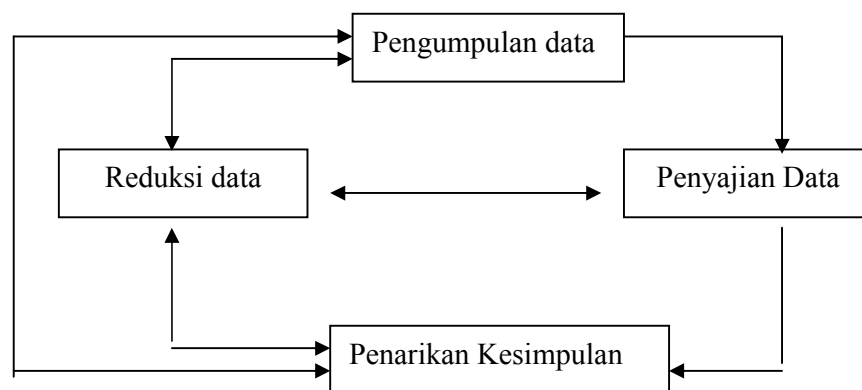 Pengumpulan data
Reduksi data
Penyajian Data
Penarikan Kesimpulan